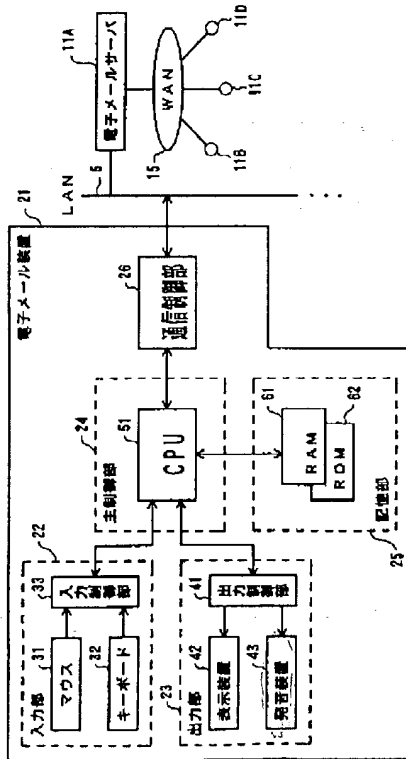 電子メール装置
21
入力部
22
マウス
31
キーボード
32
入力制御部
33
出力部
23
表示装置
42
発音装置
43
出力制御部
41
主制御部
24
CPU
51
記憶部
25
RAM
61
ROM
62
通信制御部
26
LAN
5
電子メールサーバ
11A
WAN
15
11B
11C
11D